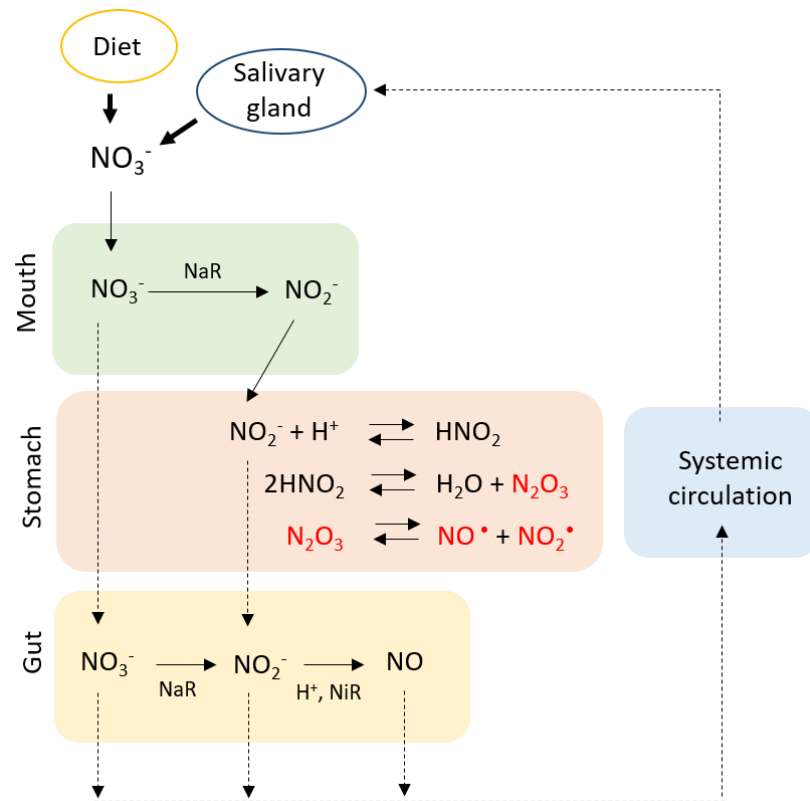 Diet
Salivary
gland
NO₃⁻
Mouth
NO₃⁻ NaR NO₂⁻
Stomach
NO₂⁻ + H⁺ ⇌ HNO₂
2HNO₂ ⇌ H₂O + N₂O₃
N₂O₃ ⇌ NO• + NO₂•
Systemic
circulation
Gut
NO₃⁻ NaR NO₂⁻ H⁺, NiR NO